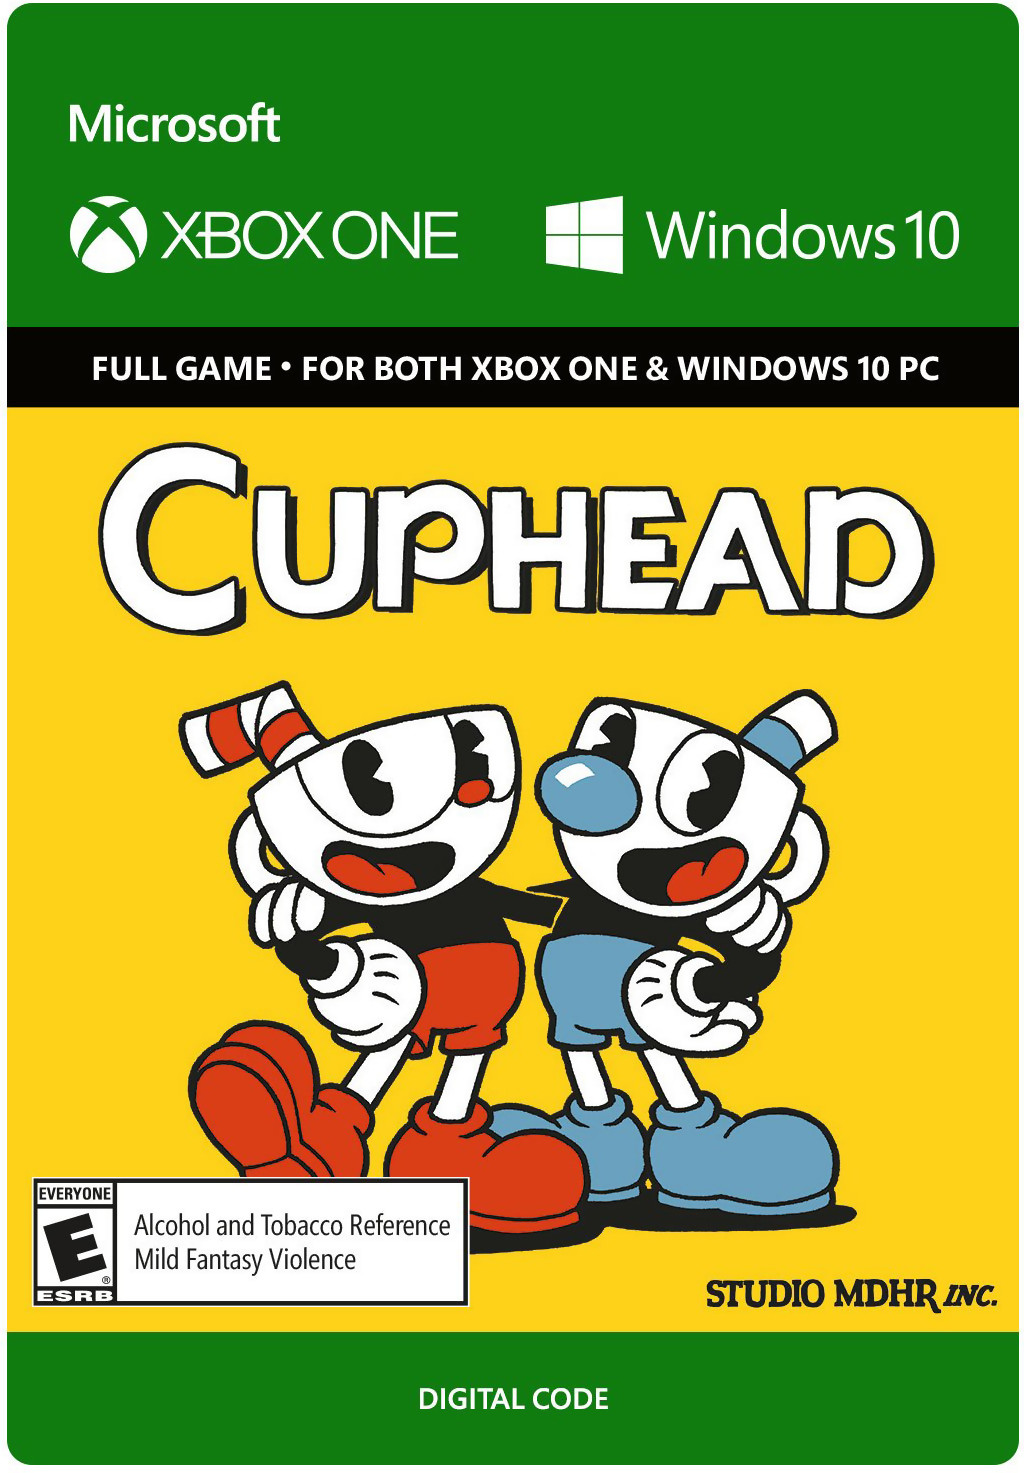 Microsoft
XBOX ONE
Windows 10
FULL GAME • FOR BOTH XBOX ONE & WINDOWS 10 PC
CUPHEAD
EVERYONE
E
®
ESRB
Alcohol and Tobacco Reference
Mild Fantasy Violence
STUDIO MDHR INC.
DIGITAL CODE